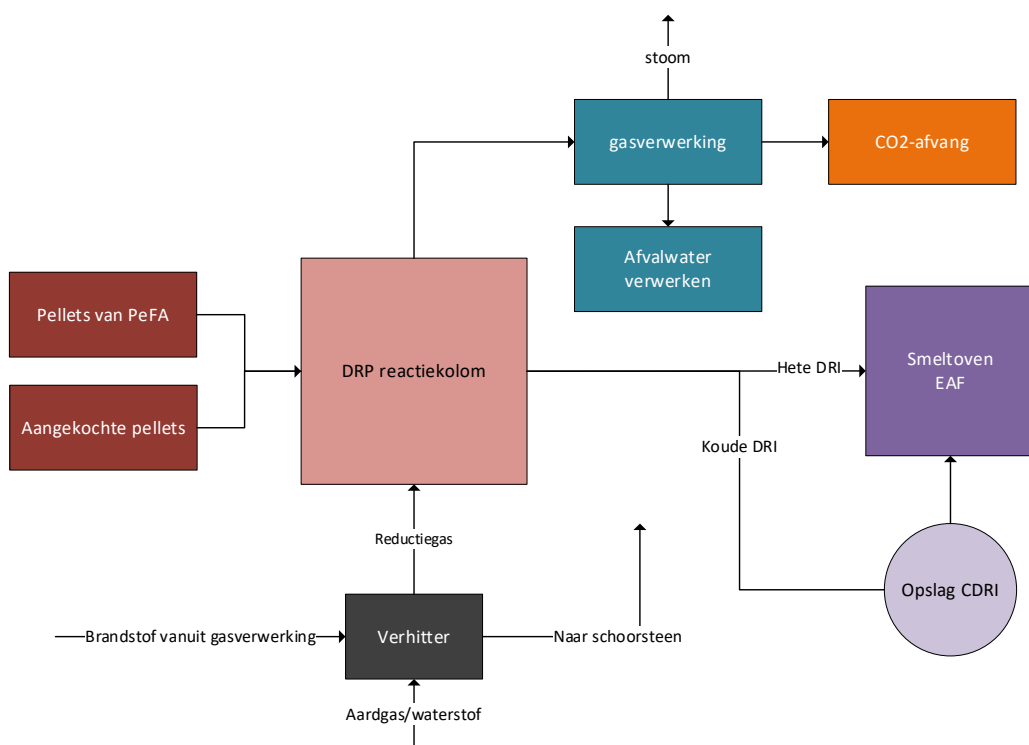 stoom
gasverwerking
CO2-afvang
Afvalwater
verwerken
Pellets van PeFA
Aangekochte pellets
DRP reactiekolom
Hete DRI
Smeltoven
EAF
Koude DRI
Reductiegas
Opslag CDRI
Brandstof vanuit gasverwerking
Verhitter
Naar schoorsteen
Aardgas/waterstof